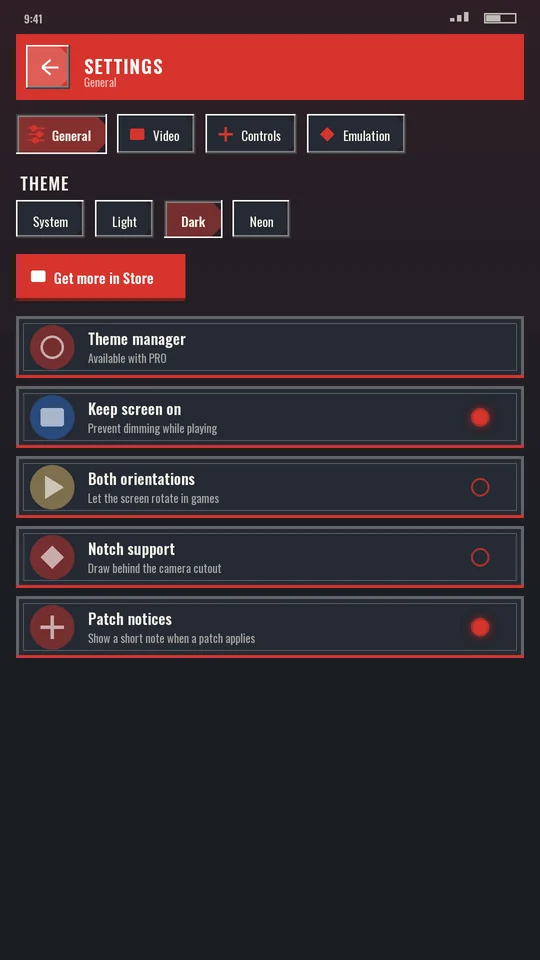 9:41
SETTINGS
General
General
Video
Controls
Emulation
THEME
System
Light
Dark
Neon
Get more in Store
Theme manager
Available with PRO
Keep screen on
Prevent dimming while playing
Both orientations
Let the screen rotate in games
Notch support
Draw behind the camera cutout
Patch notices
Show a short note when a patch applies